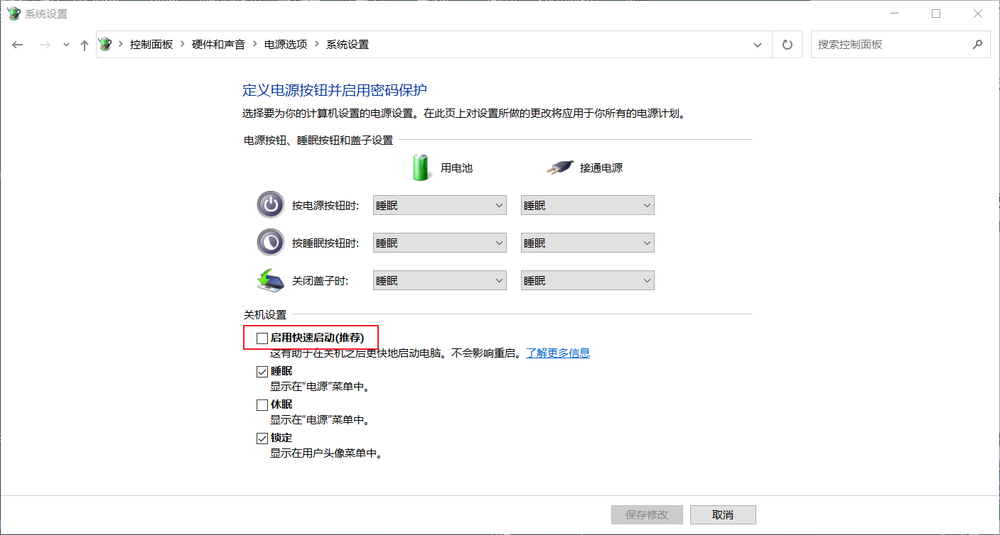 系统设置
控制面板 > 硬件和声音 > 电源选项 > 系统设置
搜索控制面板
定义电源按钮并启用密码保护
选择要为你的计算机设置的电源设置。在此页上对设置所做的更改将应用于你所有的电源计划。
电源按钮、睡眠按钮和盖子设置
用电池 接通电源
按电源按钮时: 睡眠 睡眠
按睡眠按钮时: 睡眠 睡眠
关闭盖子时: 睡眠 睡眠
关机设置
启用快速启动(推荐)
这有助于在关机之后更快地启动电脑。不会影响重启。了解更多信息
睡眠
显示在“电源”菜单中。
休眠
显示在“电源”菜单中。
锁定
显示在用户头像菜单中。
保存修改 取消